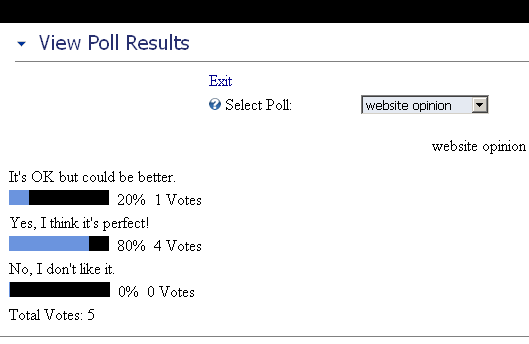 View Poll Results
Exit
Select Poll: website opinion
website opinion
It's OK but could be better.
20% 1 Votes
Yes, I think it's perfect!
80% 4 Votes
No, I don't like it.
0% 0 Votes
Total Votes: 5